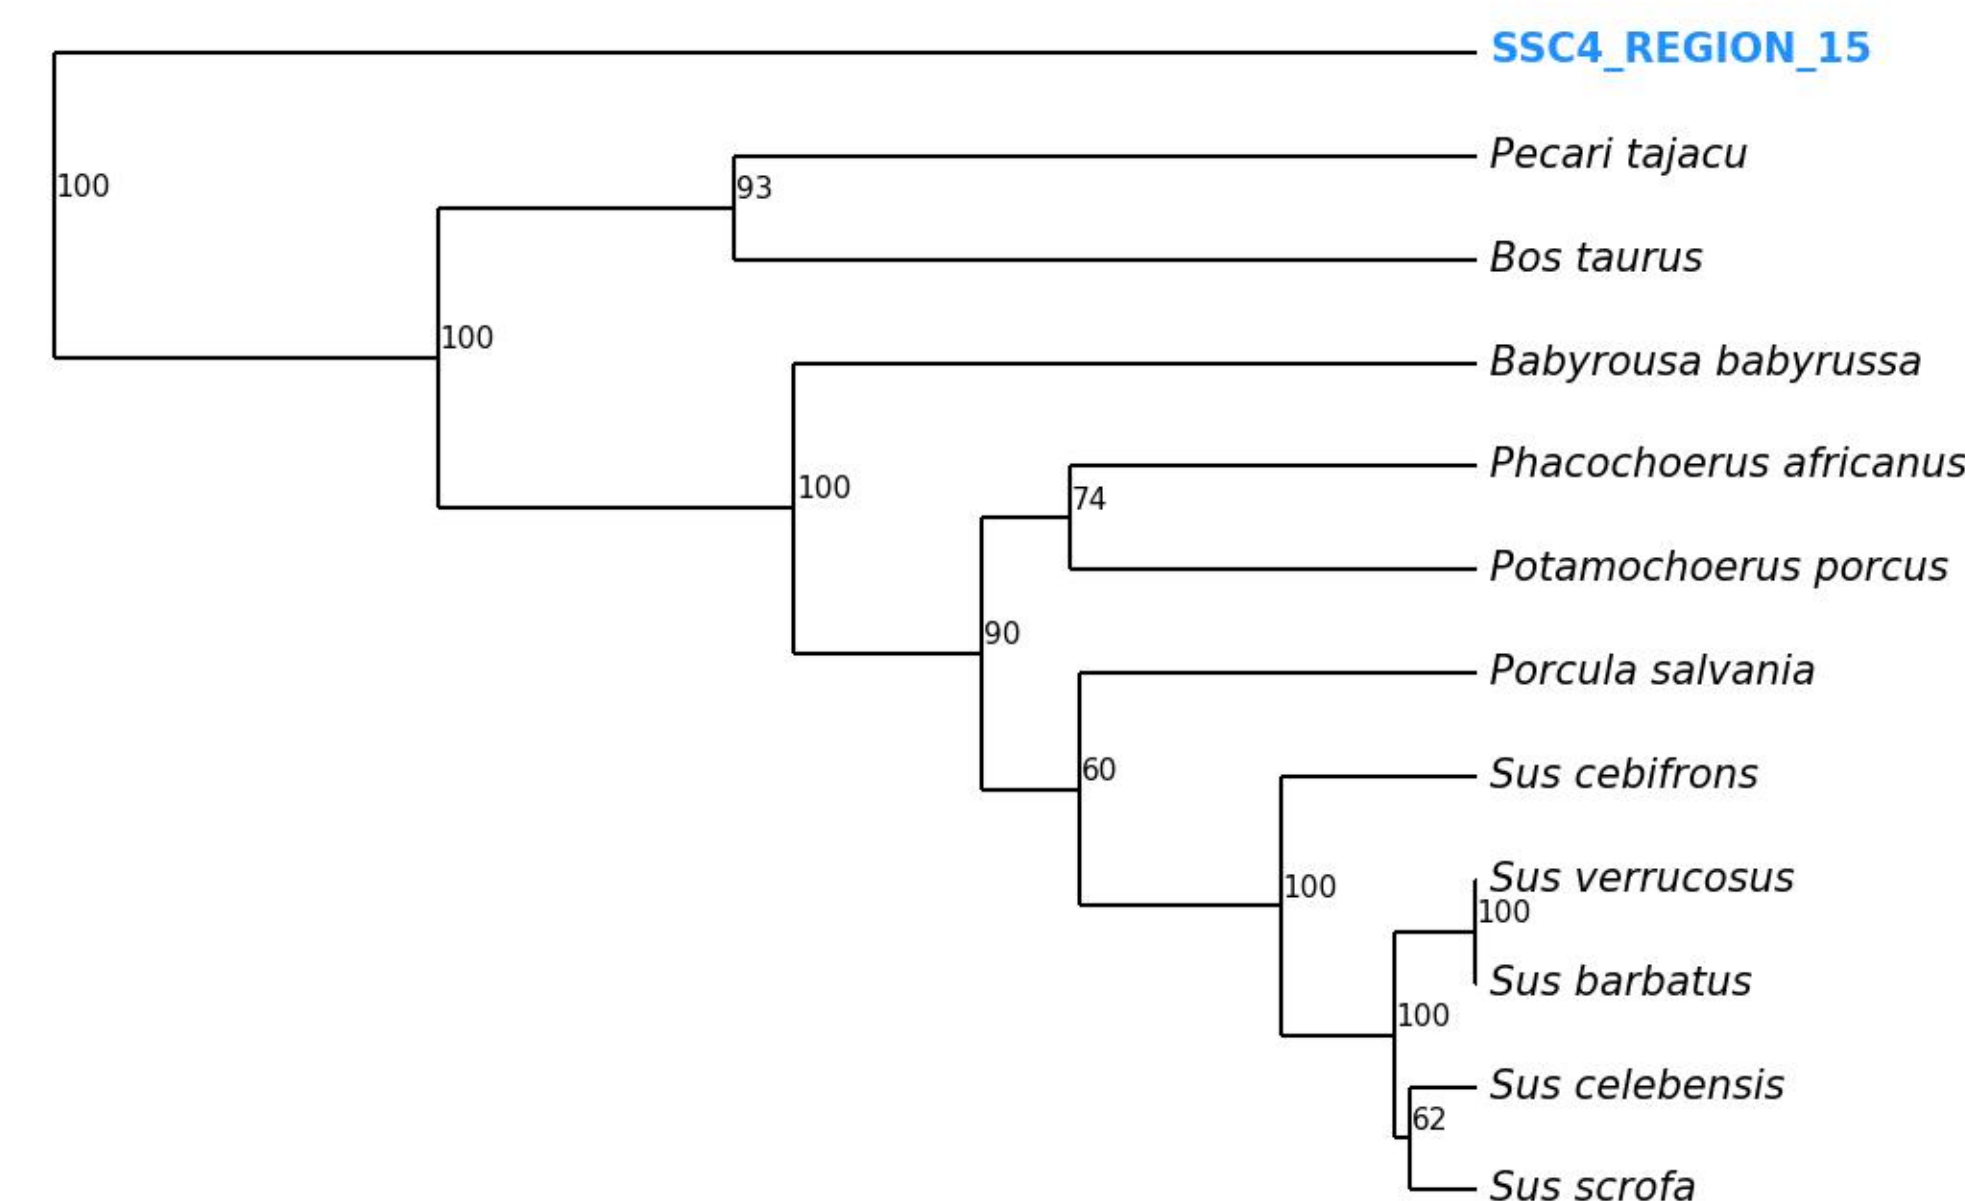 SSC4_REGION_15
Pecari tajacu
100
93
Bos taurus
100
Babyrousa babyrussa
Phacochoerus africanus
100
74
Potamochoerus porcus
90
Porcula salvania
60
Sus cebifrons
Sus verrucosus
100
100
Sus barbatus
100
Sus celebensis
62
Sus scrofa